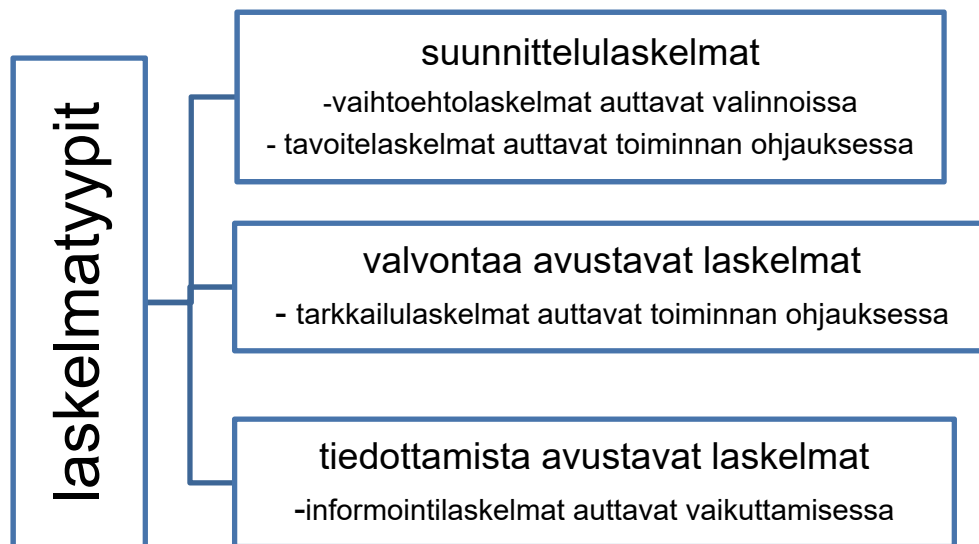 laskelmatyypit
suunnittelulaskelmat
-vaihtoehtolaskelmat auttavat valinnoissa
- tavoitelaskelmat auttavat toiminnan ohjauksessa
valvontaa avustavat laskelmat
- tarkkailulaskelmat auttavat toiminnan ohjauksessa
tiedottamista avustavat laskelmat
-informointilaskelmat auttavat vaikuttamisessa